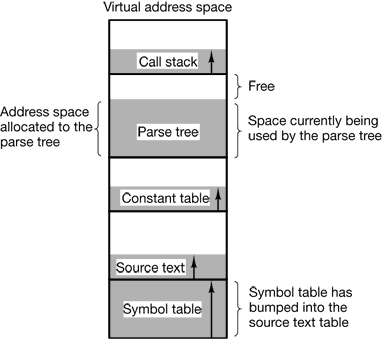 Virtual address space
Call stack
Free
Address space
allocated to the
parse tree
Parse tree
Space currently being
used by the parse tree
Constant table
Source text
Symbol table
Symbol table has
bumped into the
source text table